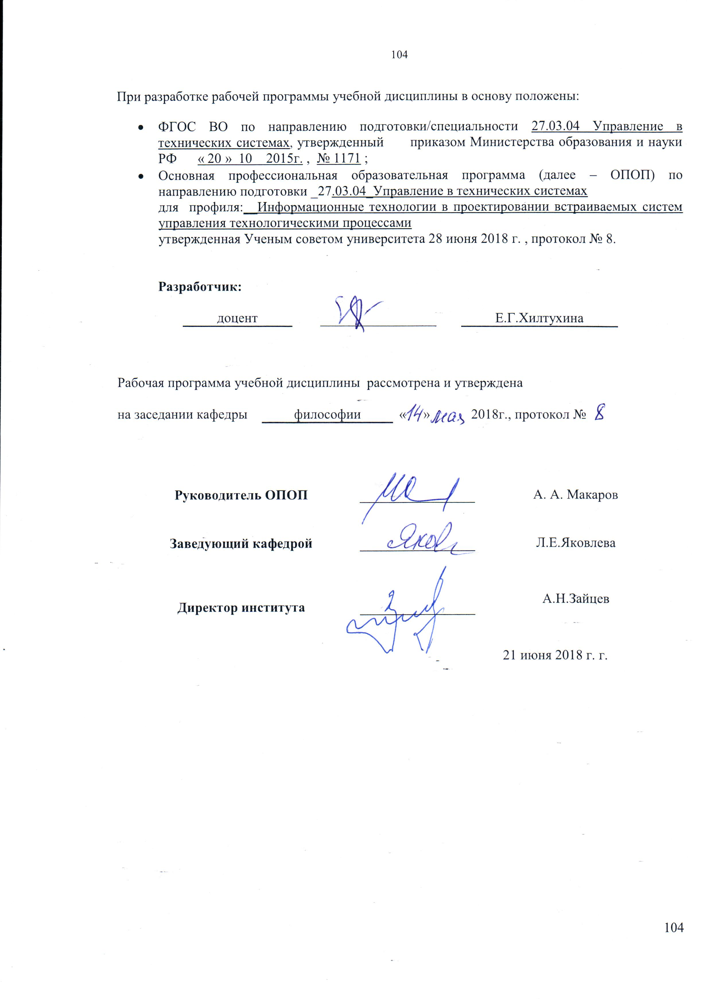 104
При разработке рабочей программы учебной дисциплины в основу положены:
• ФГОС ВО по направлению подготовки/специальности 27.03.04 Управление в
технических системах, утвержденный приказом Министерства образования и науки
РФ « 20 » 10 2015г. , № 1171 ;
• Основная профессиональная образовательная программа (далее – ОПОП) по
направлению подготовки _27.03.04_Управление в технических системах
для профиля:__Информационные технологии в проектировании встраиваемых систем
управления технологическими процессами
утвержденная Ученым советом университета 28 июня 2018 г. , протокол № 8.
Разработчик:
доцент Е.Г.Хилтухина
Рабочая программа учебной дисциплины рассмотрена и утверждена
на заседании кафедры философии «14» мая 2018г., протокол № 8
Руководитель ОПОП А. А. Макаров
Заведующий кафедрой Л.Е.Яковлева
Директор института А.Н.Зайцев
21 июня 2018 г. г.
104